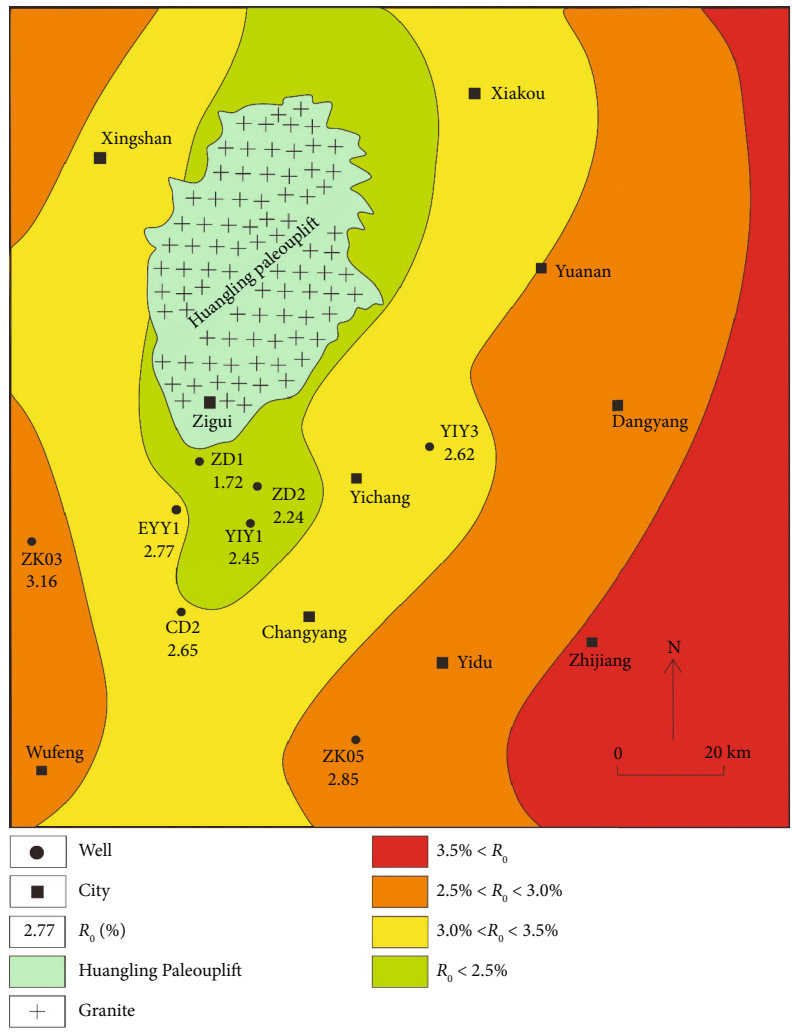 Xiakou
Xingshan
Huangling paleouplift
Yuanan
Zigui
Dangyang
YIY3
2.62
ZD1
1.72
ZD2
2.24
Yichang
EYY1
2.77
YIY1
2.45
ZK03
3.16
CD2
2.65
Changyang
Yidu
Zhijiang
N
Wufeng
ZK05
2.85
0 20 km
Well
City
2.77 R0 (%)
Huangling Paleouplift
Granite
3.5% < R0
2.5% < R0 < 3.0%
3.0% <R0 < 3.5%
R0 < 2.5%